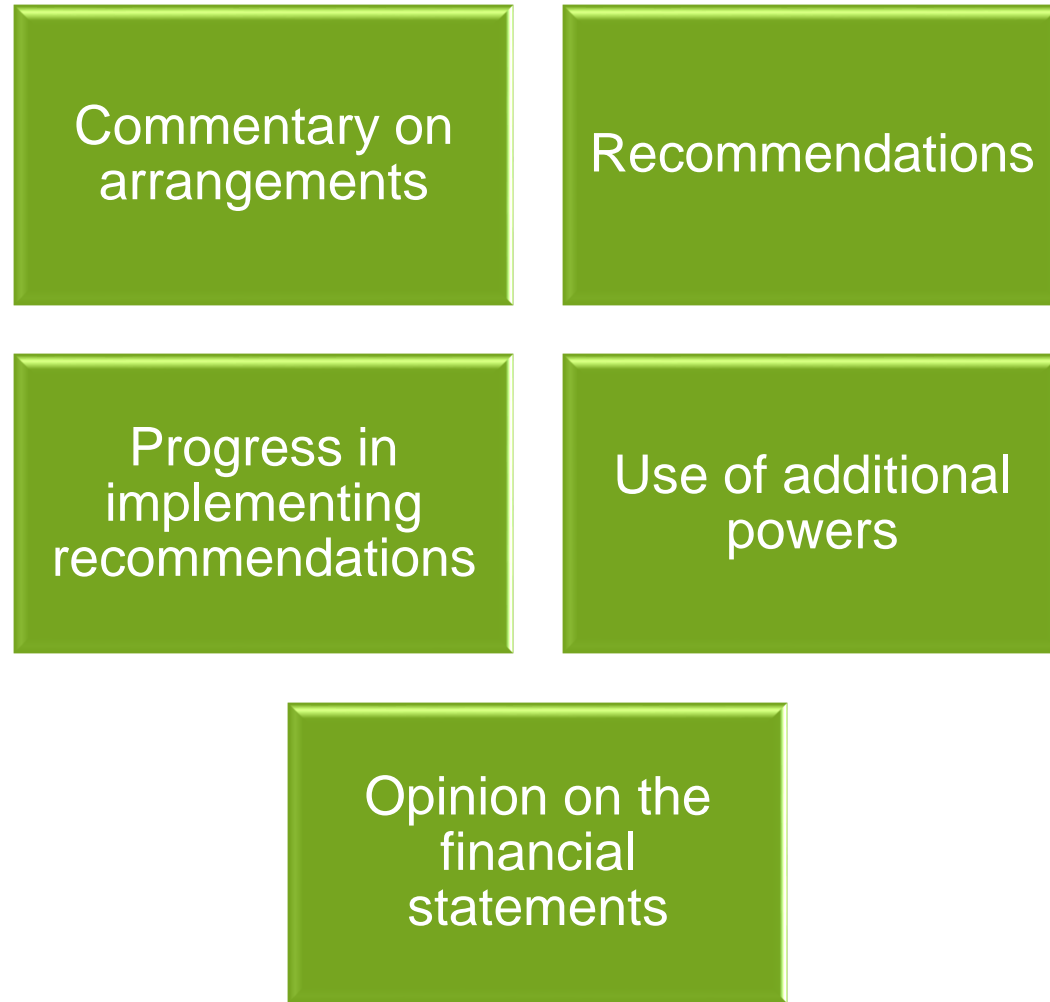 Commentary on
arrangements
Recommendations
Progress in
implementing
recommendations
Use of additional
powers
Opinion on the
financial
statements